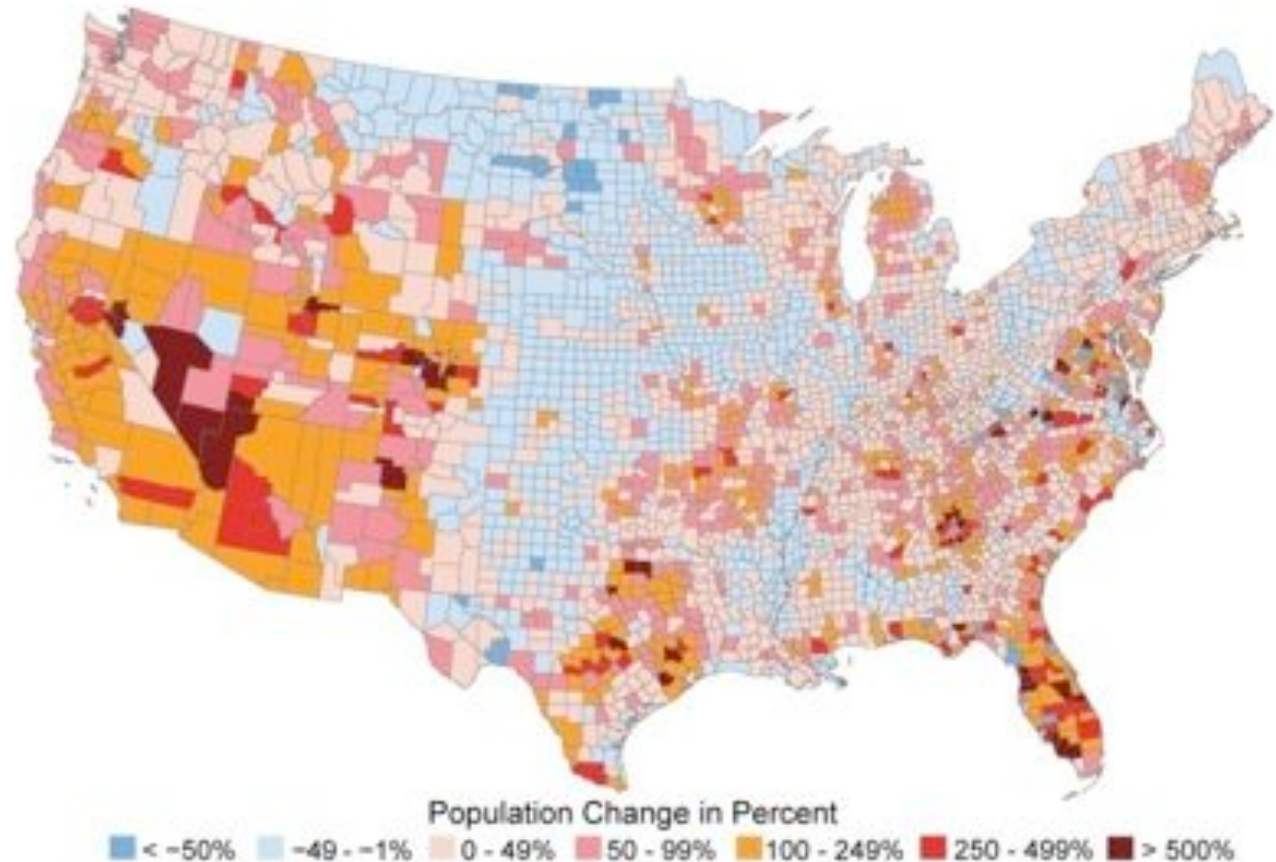 Population Change in Percent
< −50% −49 - −1% 0 - 49% 50 - 99% 100 - 249% 250 - 499% > 500%